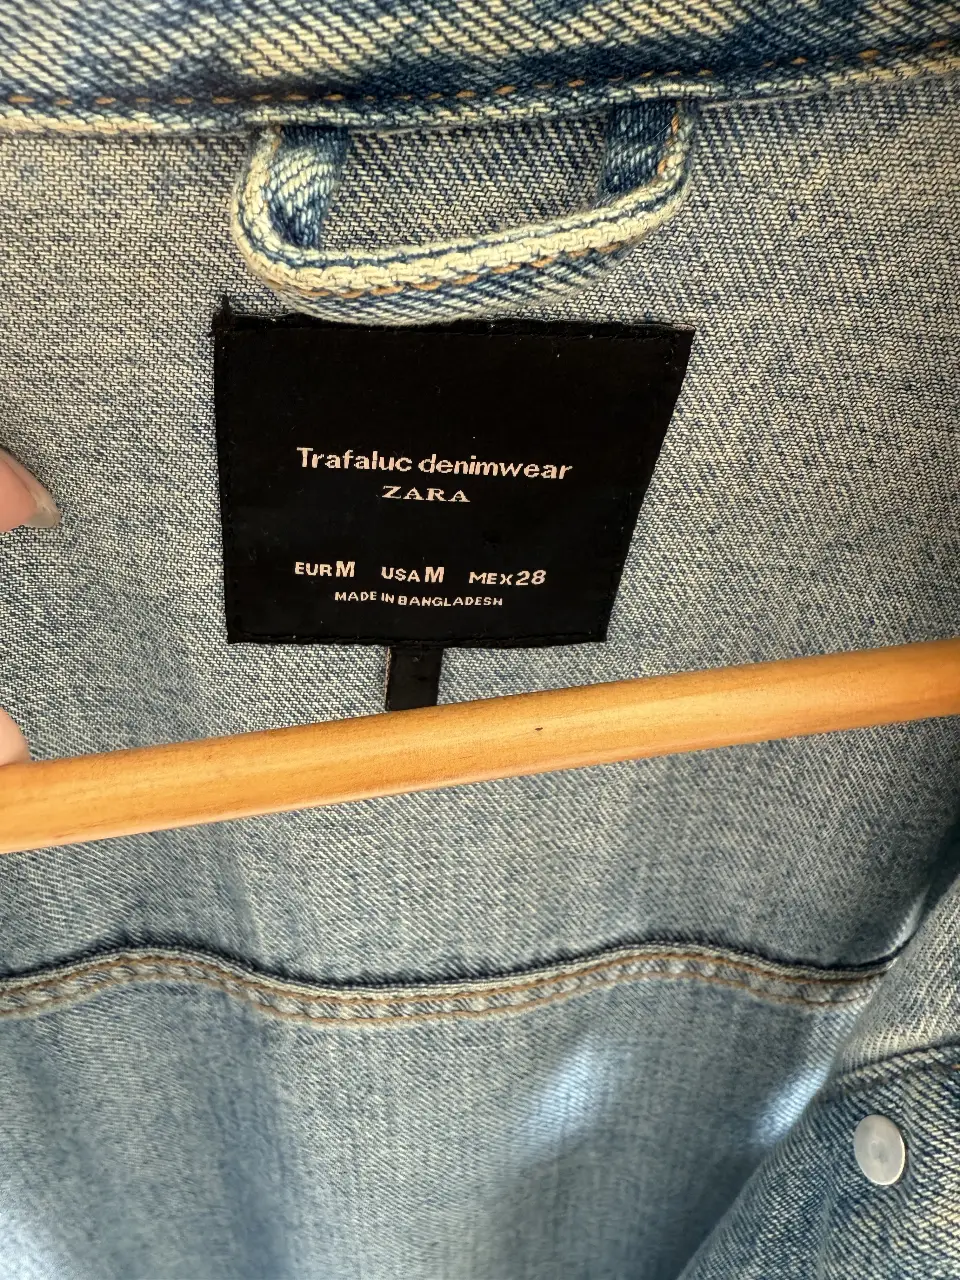 Trafaluc denimwear
ZARA
EUR M USA M MEX 28
MADE IN BANGLADESH